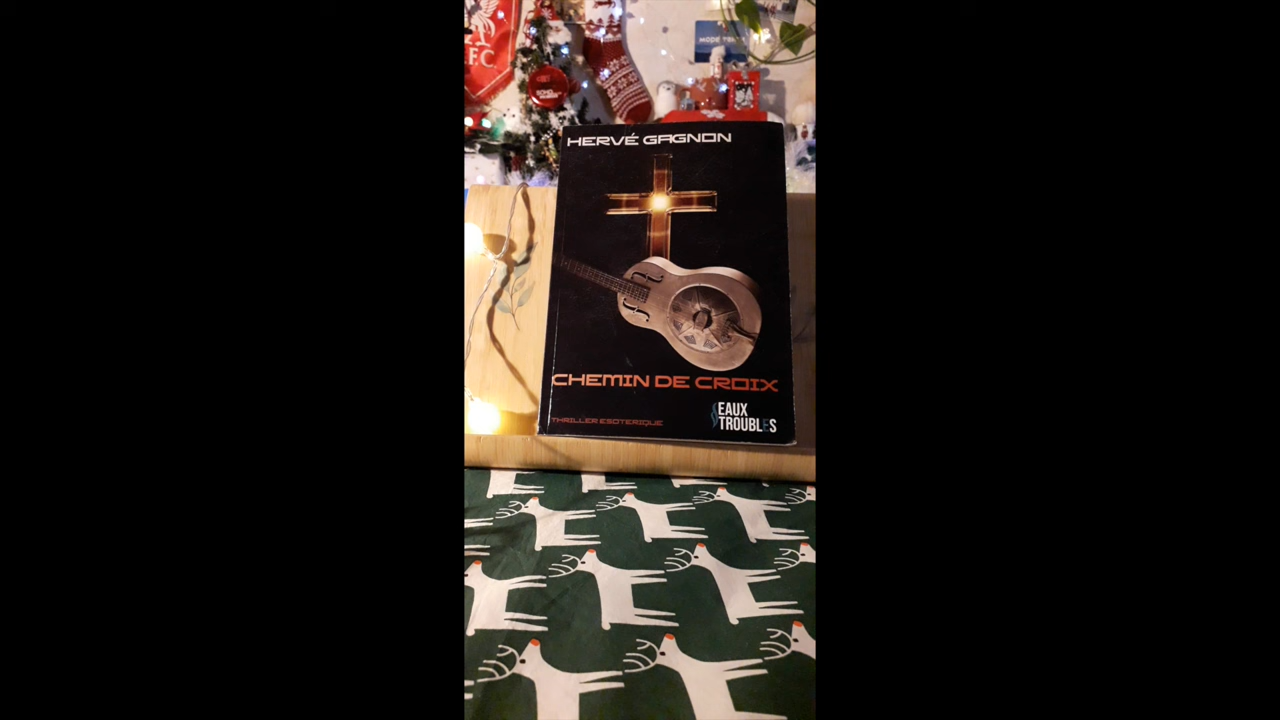 F.C.
HERVÉ GAGNON
CHEMIN DE CROIX
THRILLER ESOTERIQUE
EAUX
TROUBLES